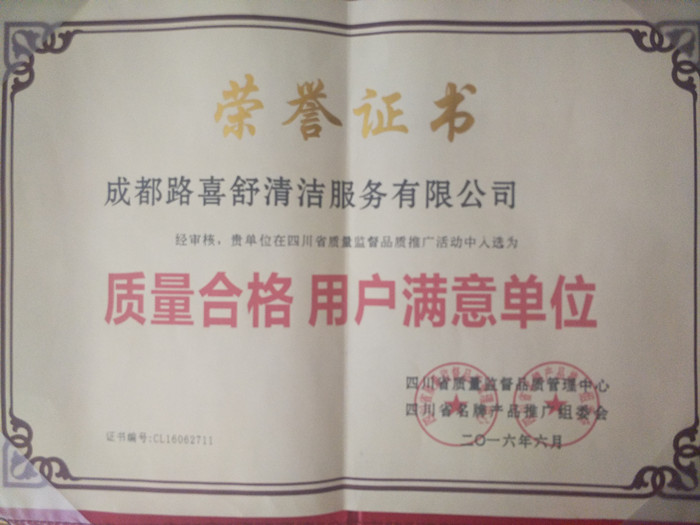 荣誉证书
成都路喜舒清洁服务有限公司
经审核，贵单位在四川省质量监督品质推广活动中入选为
质量合格 用户满意单位
四川省质量监督品质管理中心
四川省名牌产品推广组委会
二〇一六年六月
证书编号:CL16062711